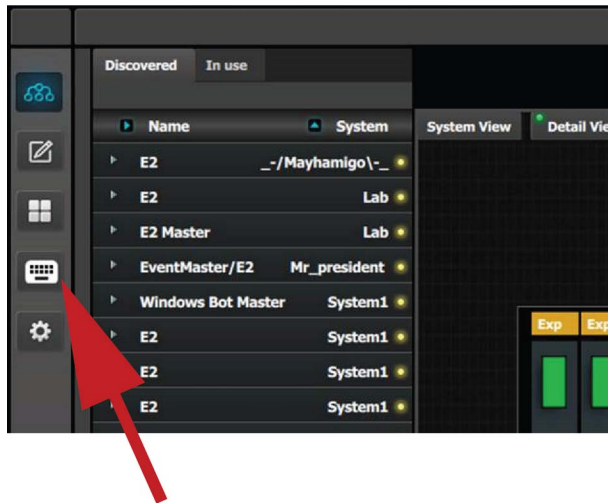 Discovered In use
Name System System View Detail Vie
E2 _-/Mayhamigo\-_
E2 Lab
E2 Master Lab
EventMaster/E2 Mr_president
Windows Bot Master System1
E2 System1
E2 System1
E2 System1
Exp Exp